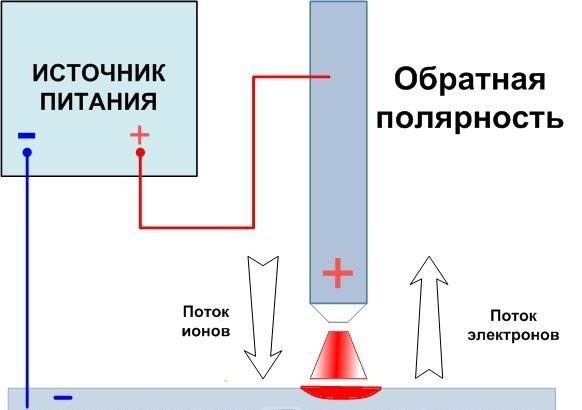 ИСТОЧНИК
ПИТАНИЯ
- +
Обратная
полярность
+
Поток
ионов
Поток
электронов
-